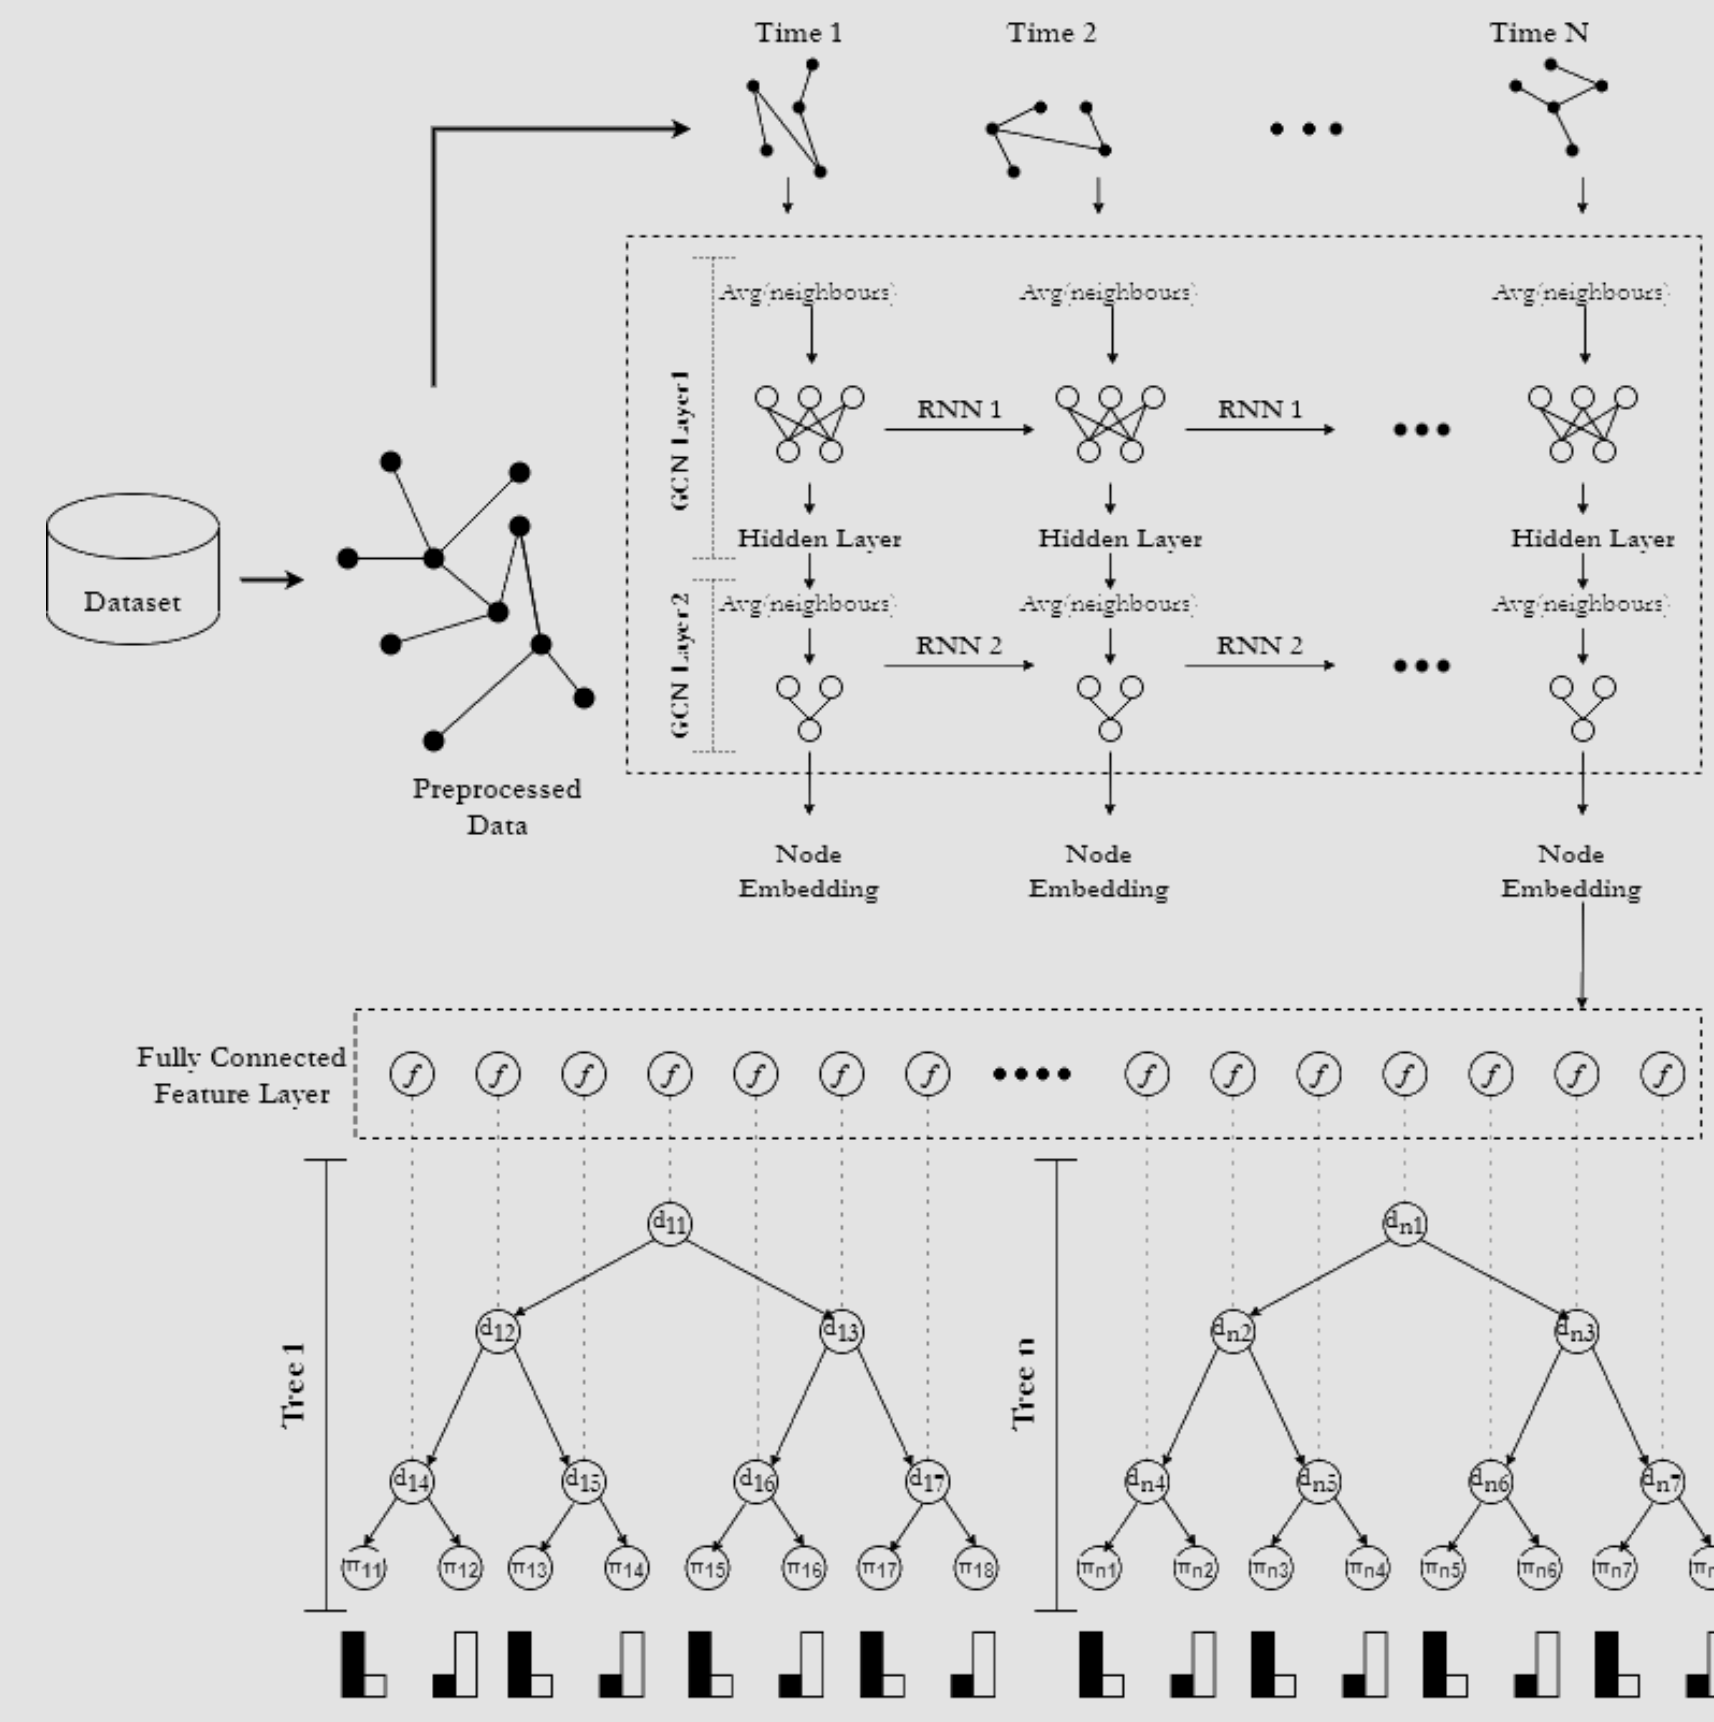 Time 1
Time 2
Time N
Avg(neighbours)
Avg(neighbours)
Avg(neighbours)
GCN Layer1
RNN 1
RNN 1
Hidden Layer
Hidden Layer
Hidden Layer
Dataset
Avg(neighbours)
Avg(neighbours)
Avg(neighbours)
GCN Layer2
RNN 2
RNN 2
Preprocessed
Data
Node
Embedding
Node
Embedding
Node
Embedding
Fully Connected
Feature Layer
f f f f f f f f f f f f f f
Tree 1
d11
d12 d13
d14 d15 d16 d17
π11 π12 π13 π14 π15 π16 π17 π18
Tree n
dn1
dn2 dn3
dn4 dn5 dn6 dn7
πn1 πn2 πn3 πn4 πn5 πn6 πn7